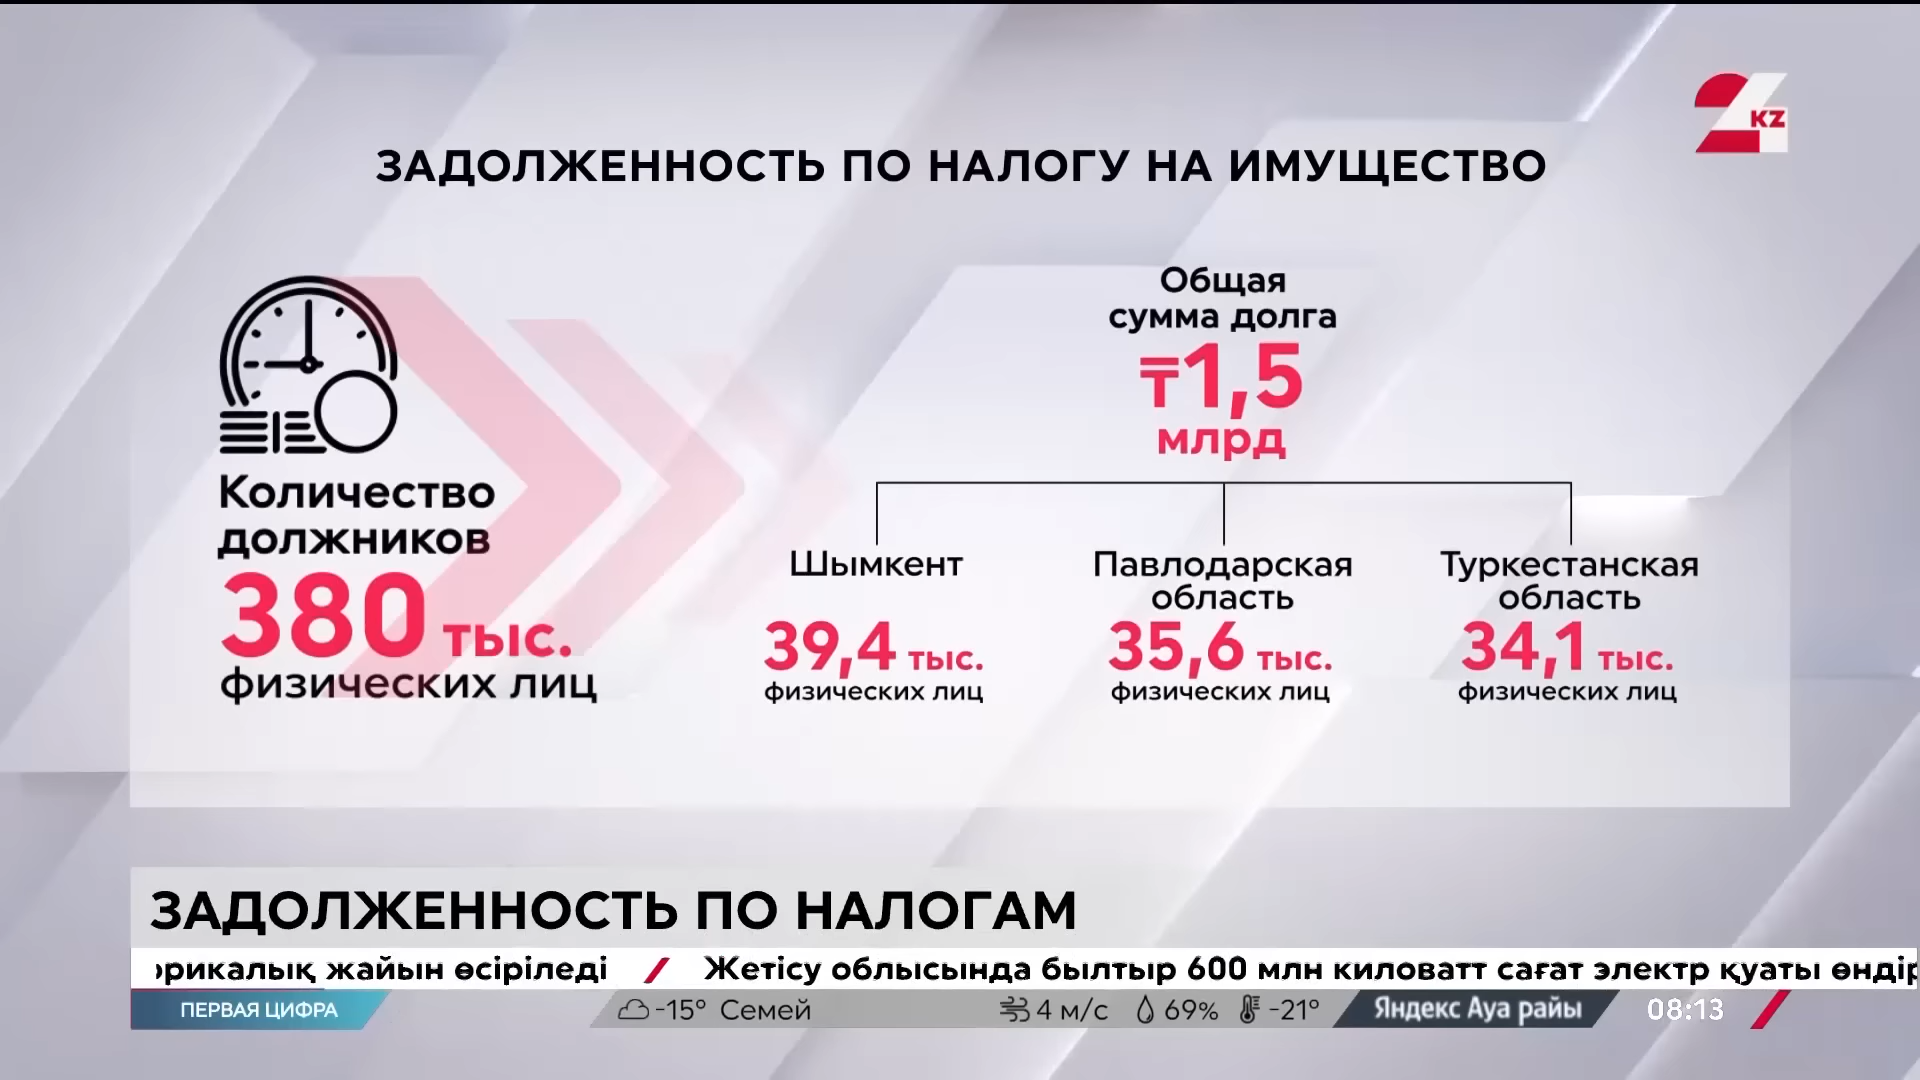 24 KZ
ЗАДОЛЖЕННОСТЬ ПО НАЛОГУ НА ИМУЩЕСТВО
Количество
должников
380 тыс.
физических лиц
Общая
сумма долга
₸1,5
млрд
Шымкент
39,4 тыс.
физических лиц
Павлодарская
область
35,6 тыс.
физических лиц
Туркестанская
область
34,1 тыс.
физических лиц
ЗАДОЛЖЕННОСТЬ ПО НАЛОГАМ
жайын өсіріледі / Жетісу облысында былтыр 600 млн киловатт сағат электр қуаты
ПЕРВАЯ ЦИФРА
-15° Семей 4 м/с 69% -21° Яндекс Ауа райы 08:13